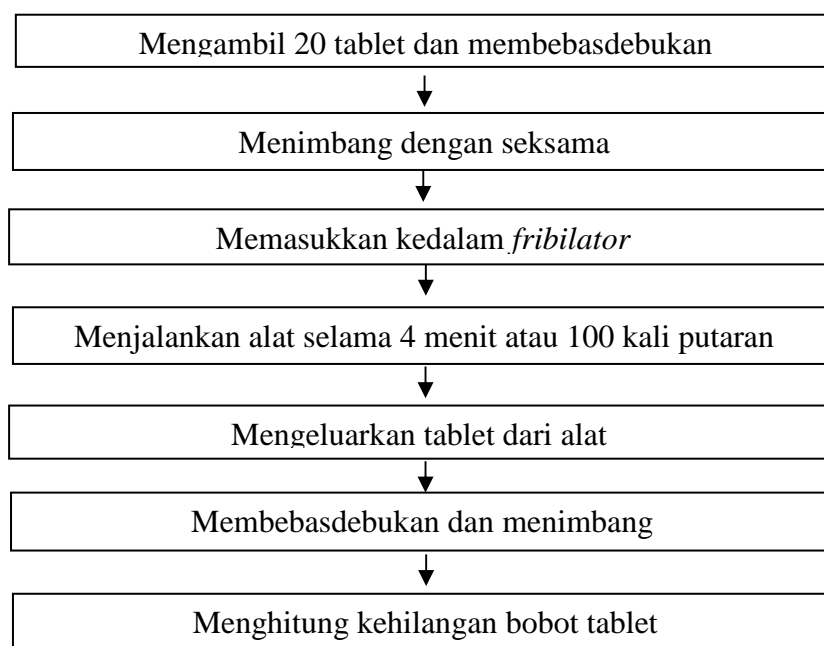 Mengambil 20 tablet dan membebasdebukan
Menimbang dengan seksama
Memasukkan kedalam fribilator
Menjalankan alat selama 4 menit atau 100 kali putaran
Mengeluarkan tablet dari alat
Membebasdebukan dan menimbang
Menghitung kehilangan bobot tablet